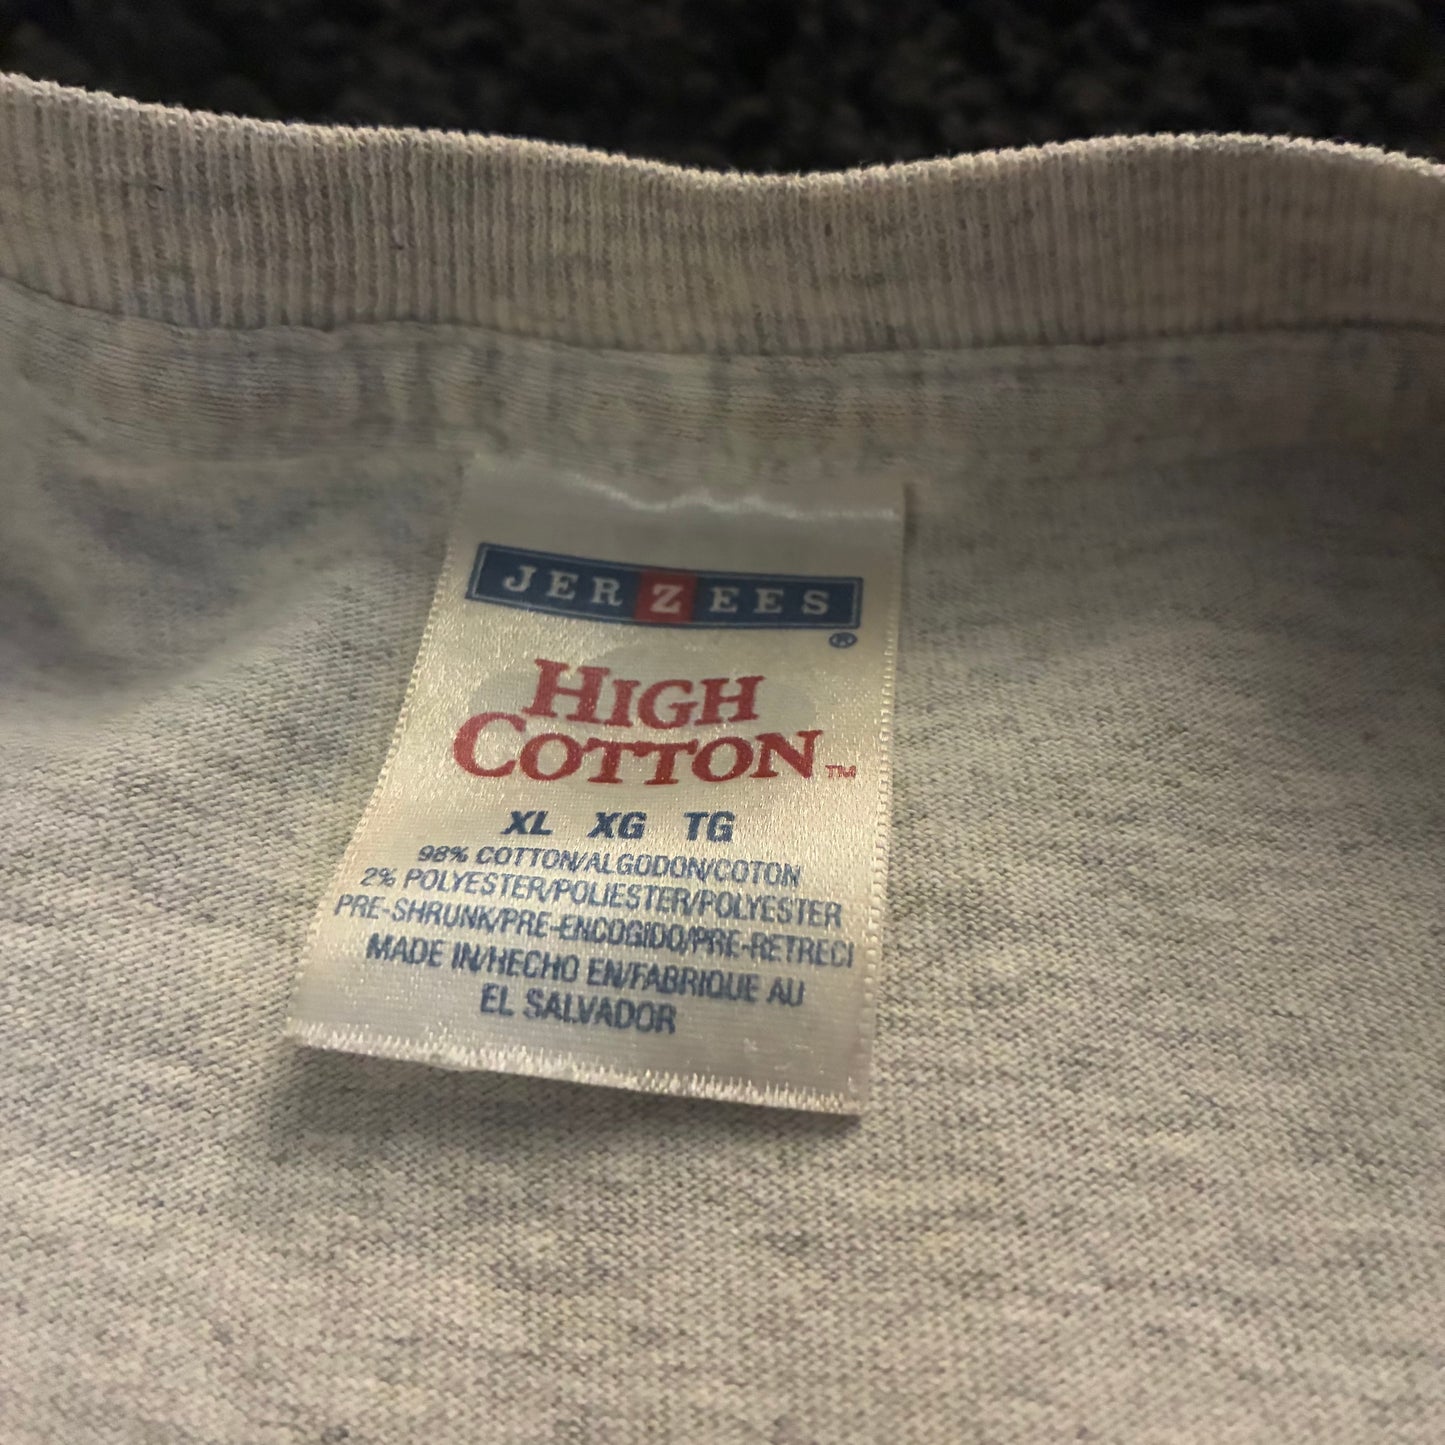 JERZEES
®
HIGH
COTTON™
XL XG TG
98% COTTON/ALGODON/COTON
2% POLYESTER/POLIESTER/POLYESTER
PRE-SHRUNK/PRE-ENCOGIDO/PRE-RETRECI
MADE IN/HECHO EN/FABRIQUE AU
EL SALVADOR